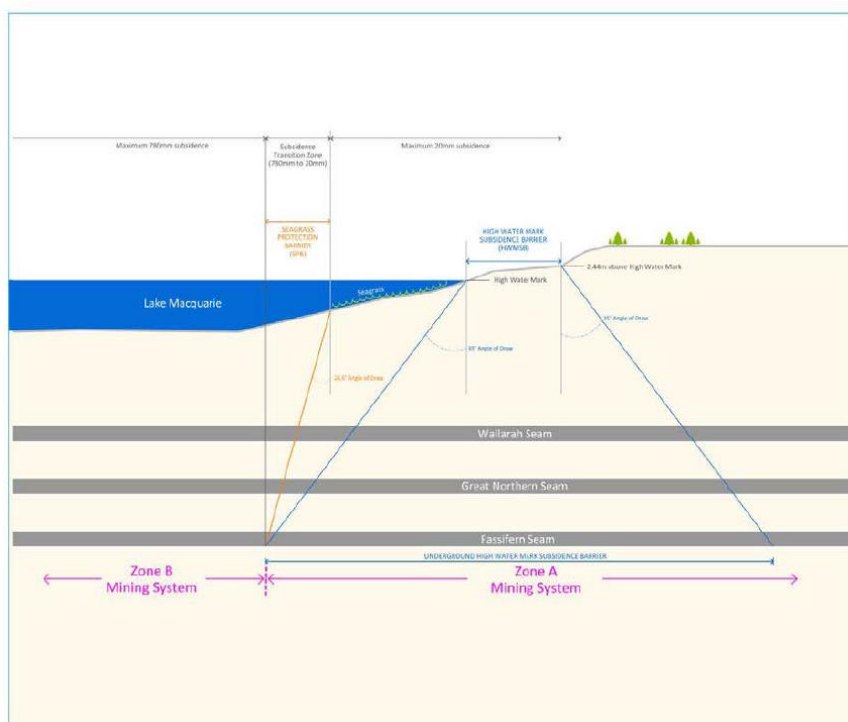 Maximum 780mm subsidence
Subsidence
Transition Zone
(780mm to 20mm)
Maximum 20mm subsidence
SEAGRASS
PROTECTION
BARRIER
(SPB)
HIGH WATER MARK
SUBSIDENCE BARRIER
(HWMSB)
2.44m above High Water Mark
High Water Mark
Seagrass
Lake Macquarie
35° Angle of Draw
35° Angle of Draw
26.5° Angle of Draw
Wallarah Seam
Great Northern Seam
Fassifern Seam
UNDERGROUND HIGH WATER MARK SUBSIDENCE BARRIER
Zone B
Mining System
Zone A
Mining System